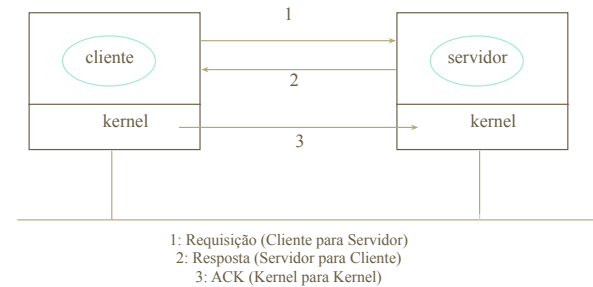 1
cliente
servidor
2
kernel
kernel
3
1: Requisição (Cliente para Servidor)
2: Resposta (Servidor para Cliente)
3: ACK (Kernel para Kernel)